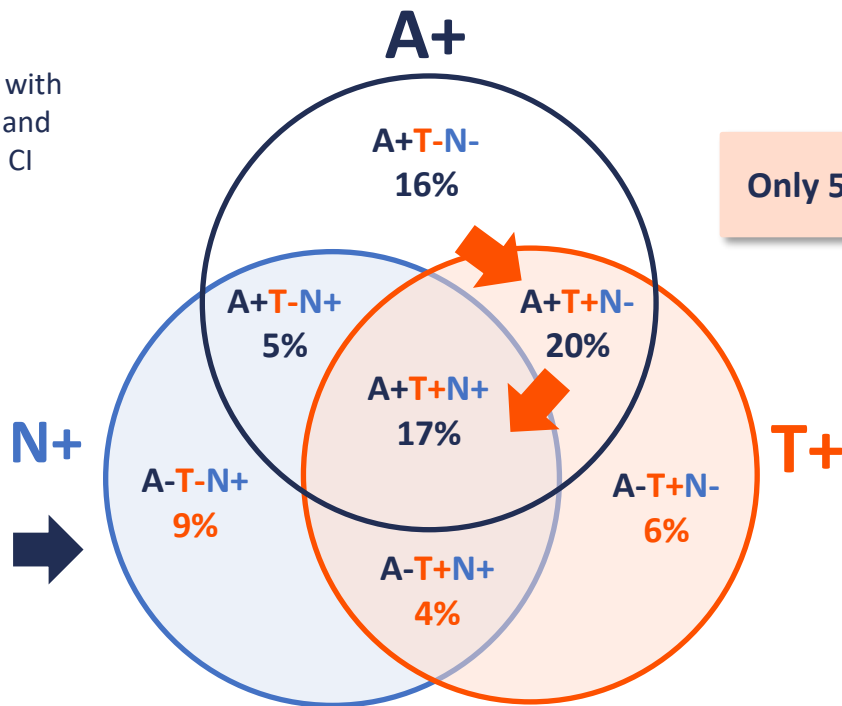 A+
with
and
CI
A+T-N-
16%
Only 5
A+T-N+
5%
A+T+N-
20%
A+T+N+
17%
N+
T+
A-T-N+
9%
A-T+N-
6%
A-T+N+
4%